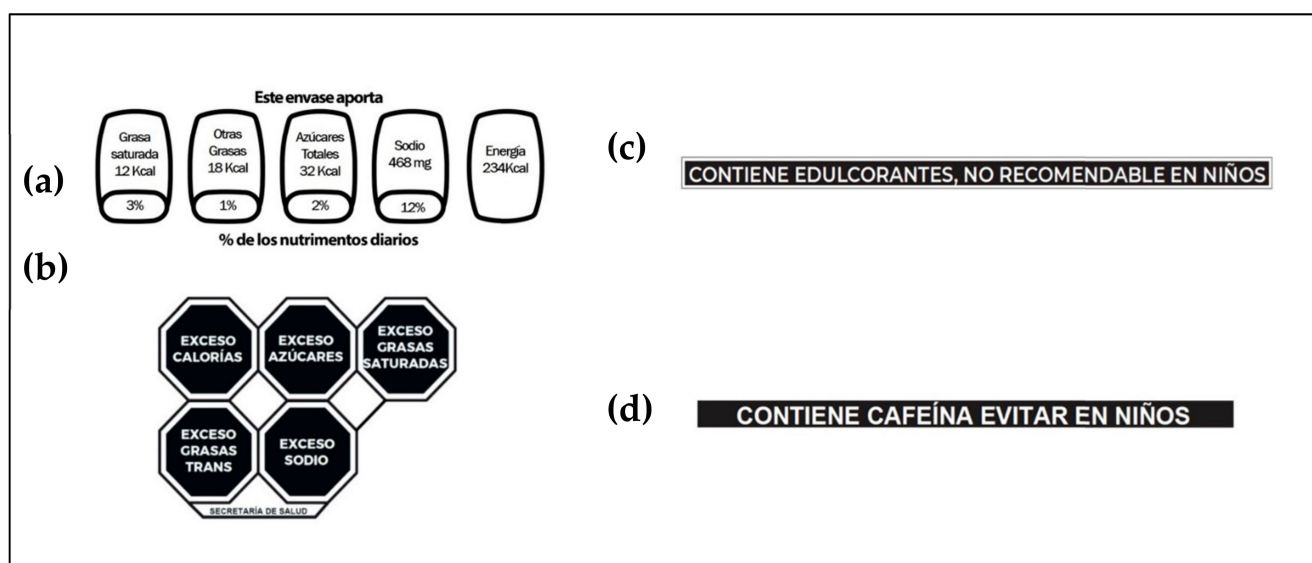 (a)
Este envase aporta
Grasa
saturada
12 Kcal
3%
Otras
Grasas
18 Kcal
1%
Azúcares
Totales
32 Kcal
2%
Sodio
468 mg
12%
Energía
234Kcal
% de los nutrimentos diarios
(b)
EXCESO
CALORÍAS
EXCESO
AZÚCARES
EXCESO
GRASAS
SATURADAS
EXCESO
GRASAS
TRANS
EXCESO
SODIO
SECRETARÍA DE SALUD
(c)
CONTIENE EDULCORANTES, NO RECOMENDABLE EN NIÑOS
(d)
CONTIENE CAFEÍNA EVITAR EN NIÑOS